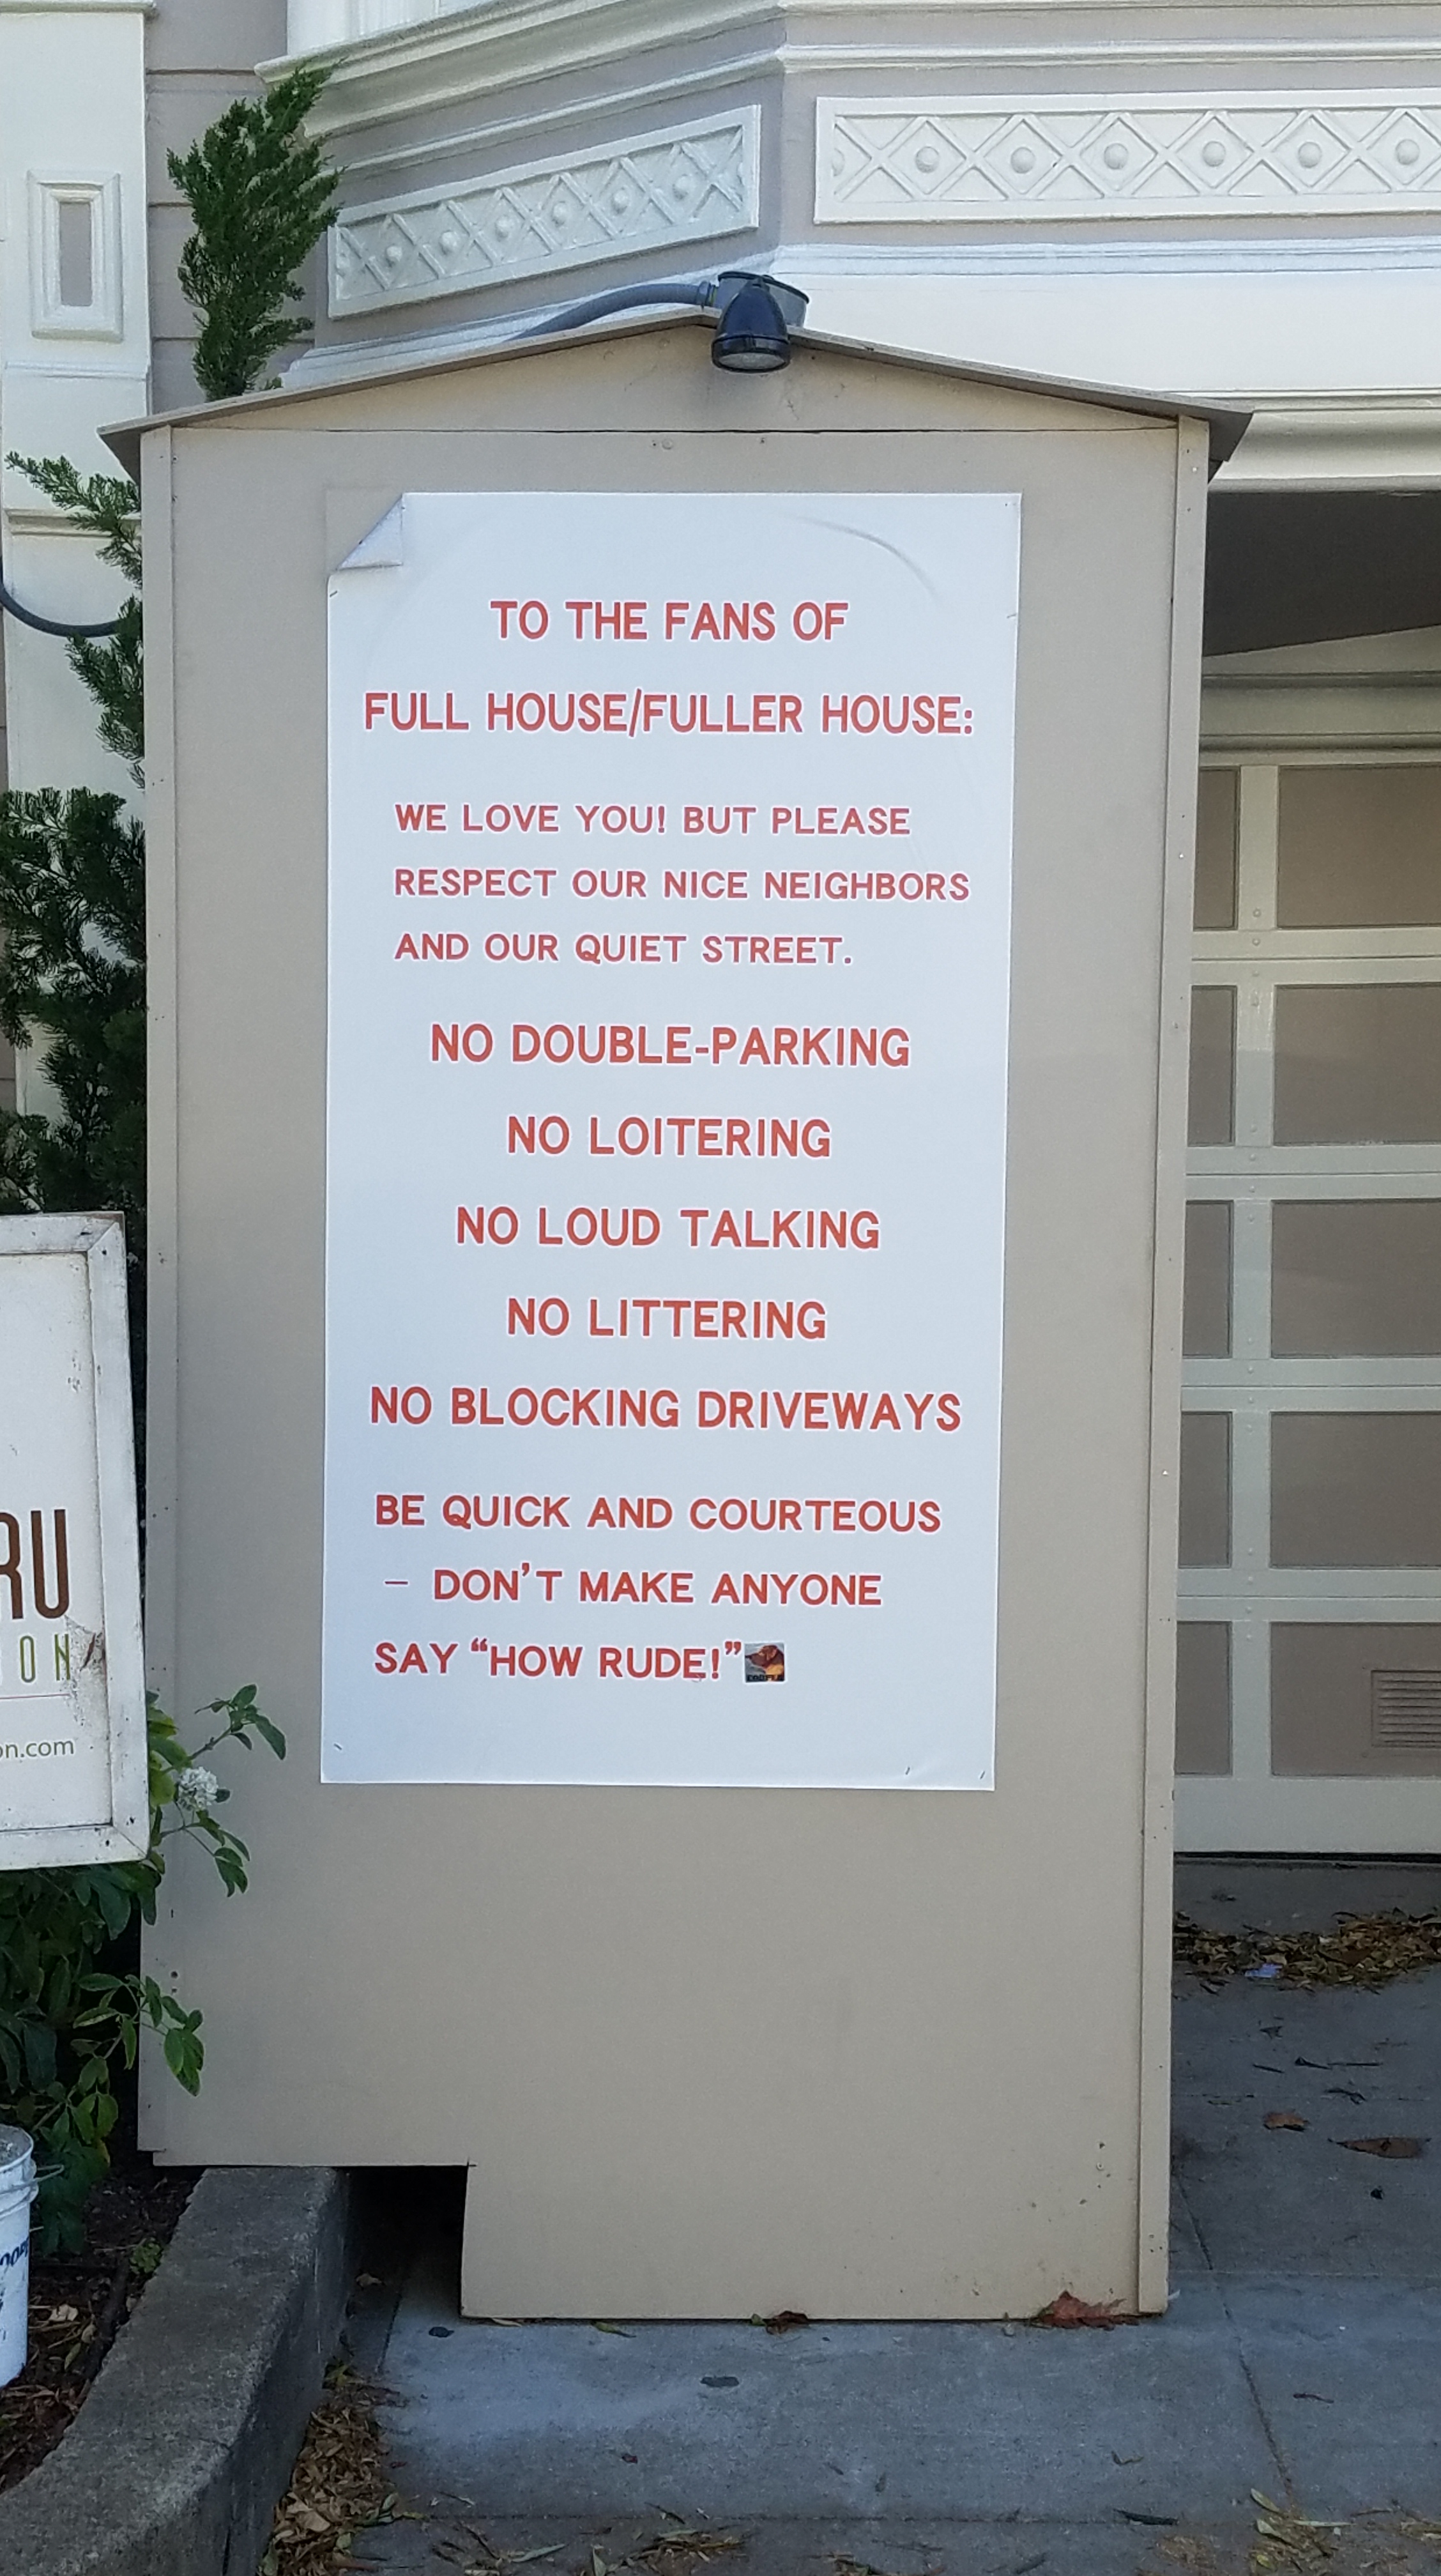 TO THE FANS OF
FULL HOUSE/FULLER HOUSE:
WE LOVE YOU! BUT PLEASE
RESPECT OUR NICE NEIGHBORS
AND OUR QUIET STREET.
NO DOUBLE-PARKING
NO LOITERING
NO LOUD TALKING
NO LITTERING
NO BLOCKING DRIVEWAYS
BE QUICK AND COURTEOUS
– DON'T MAKE ANYONE
SAY "HOW RUDE!"
RU
ON
on.com